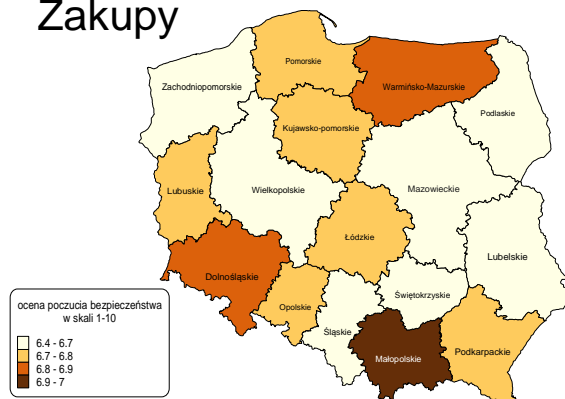 Zakupy
Pomorskie
Zachodniopomorskie
Warmińsko-Mazurskie
Podlaskie
Kujawsko-pomorskie
Lubuskie
Wielkopolskie
Mazowieckie
Łódzkie
Lubelskie
Dolnośląskie
Opolskie
Świętokrzyskie
Śląskie
Małopolskie
Podkarpackie
ocena poczucia bezpieczeństwa
w skali 1-10
6.4 - 6.7
6.7 - 6.8
6.8 - 6.9
6.9 - 7